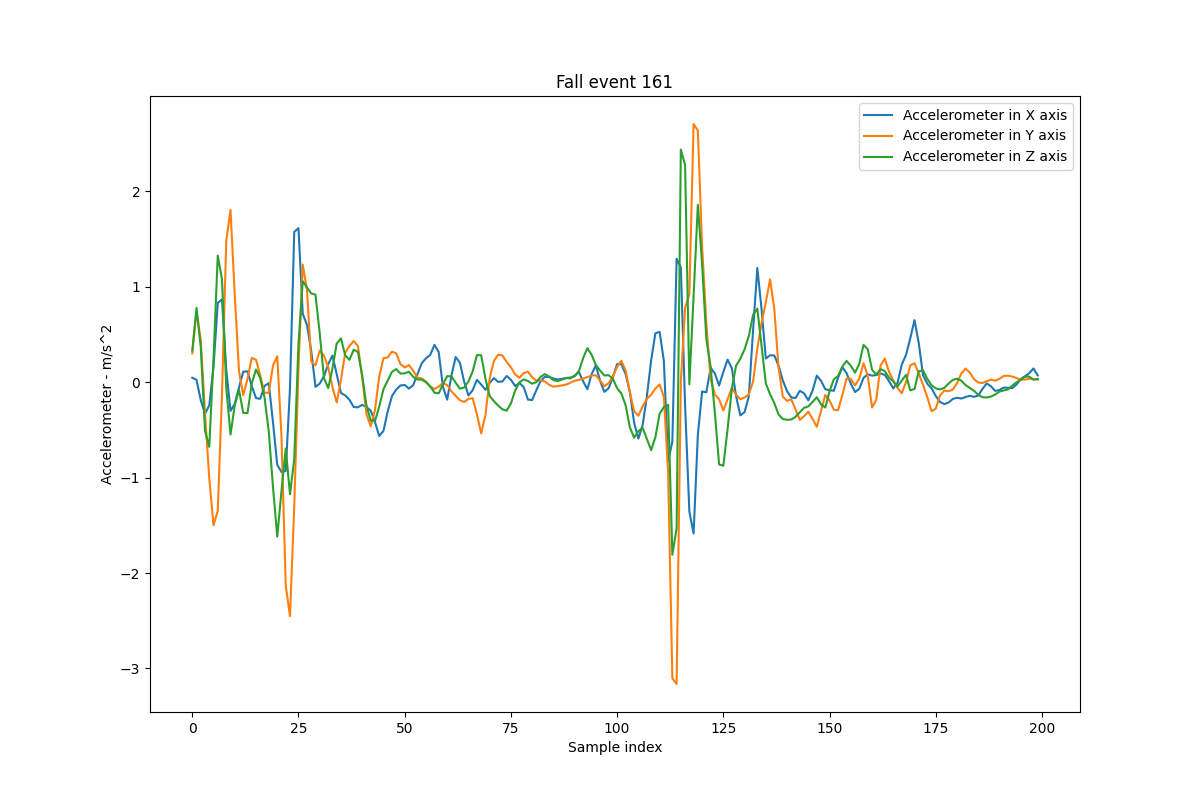 Fall event 161
Accelerometer in X axis
Accelerometer in Y axis
Accelerometer in Z axis
Accelerometer - m/s^2
2
1
0
−1
−2
−3
0 25 50 75 100 125 150 175 200
Sample index